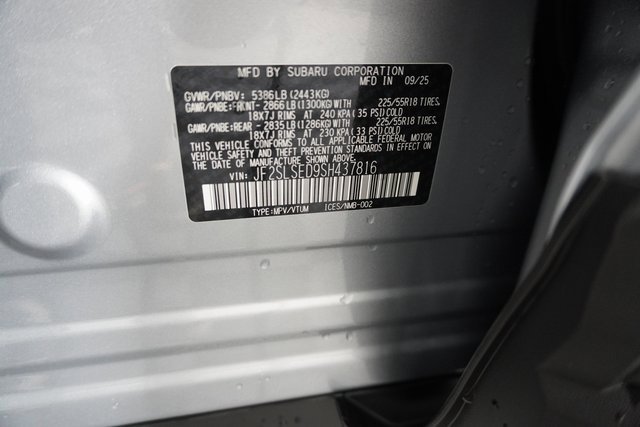 MFD BY SUBARU CORPORATION
MFD IN 09/25
GVWR/PNBV: 5386LB(2443KG)
GAWR/PNBE:FRONT- 2866LB(1300KG)WITH 225/55R18 TIRES,
18X7J RIMS AT 240 KPA(35 PSI)COLD
GAWR/PNBE:REAR - 2835LB(1286KG)WITH 225/55R18 TIRES,
18X7J RIMS AT 230 KPA(33 PSI)COLD
THIS VEHICLE CONFORMS TO ALL APPLICABLE FEDERAL MOTOR
VEHICLE SAFETY AND BUMPER STANDARDS IN EFFECT ON
THE DATE OF MANUFACTURE SHOWN ABOVE.
VIN: JF2SLSED9SH437816
TYPE:MPV/VTUM ICES/NMB-002